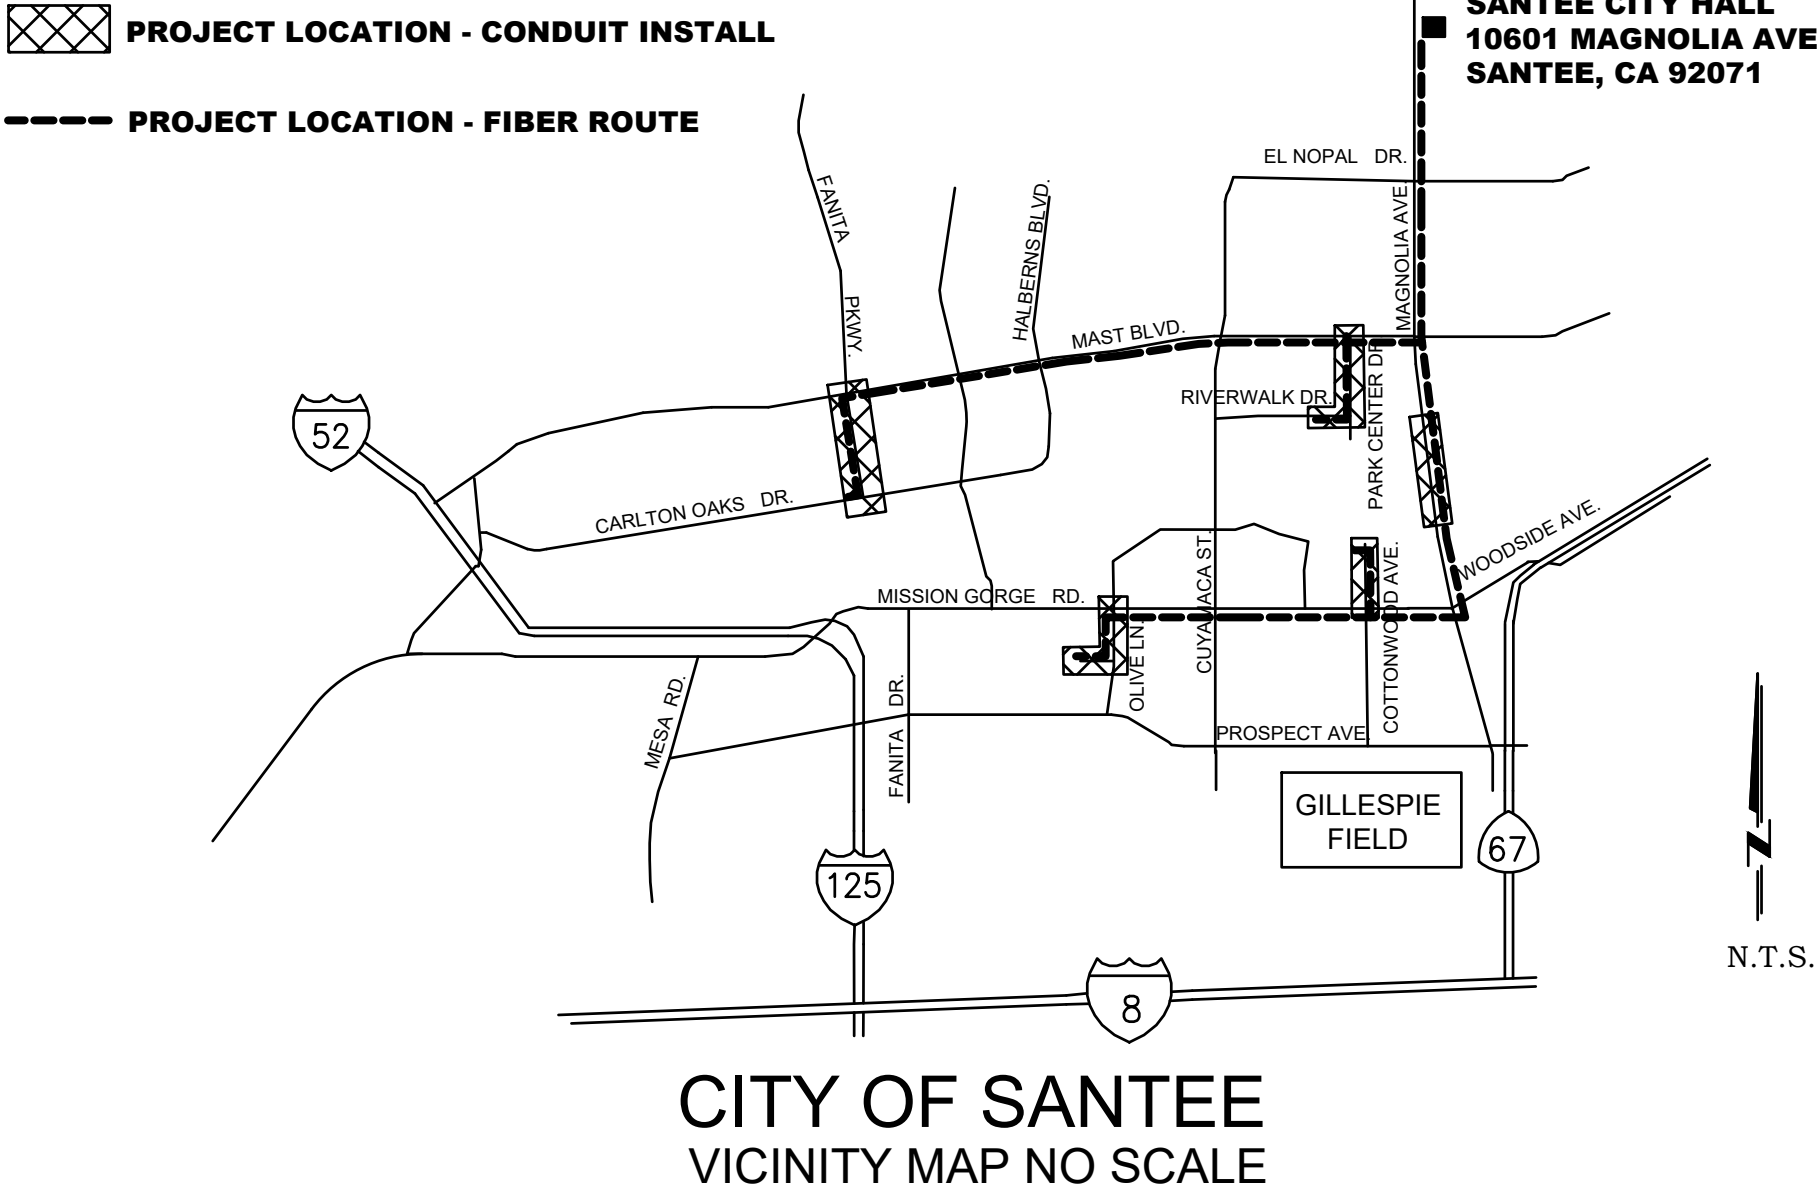 PROJECT LOCATION - CONDUIT INSTALL
PROJECT LOCATION - FIBER ROUTE
SANTEE CITY HALL
10601 MAGNOLIA AVE
SANTEE, CA 92071
EL NOPAL DR.
FANITA
PKWY.
HALBERNS BLVD.
MAGNOLIA AVE.
MAST BLVD.
RIVERWALK DR.
PARK CENTER DR.
52
CARLTON OAKS DR.
WOODSIDE AVE.
MISSION GORGE RD.
CUYAMACA ST.
COTTONWOOD AVE.
OLIVE LN.
MESA RD.
FANITA DR.
PROSPECT AVE.
GILLESPIE
FIELD
67
125
8
N
N.T.S.
CITY OF SANTEE
VICINITY MAP NO SCALE